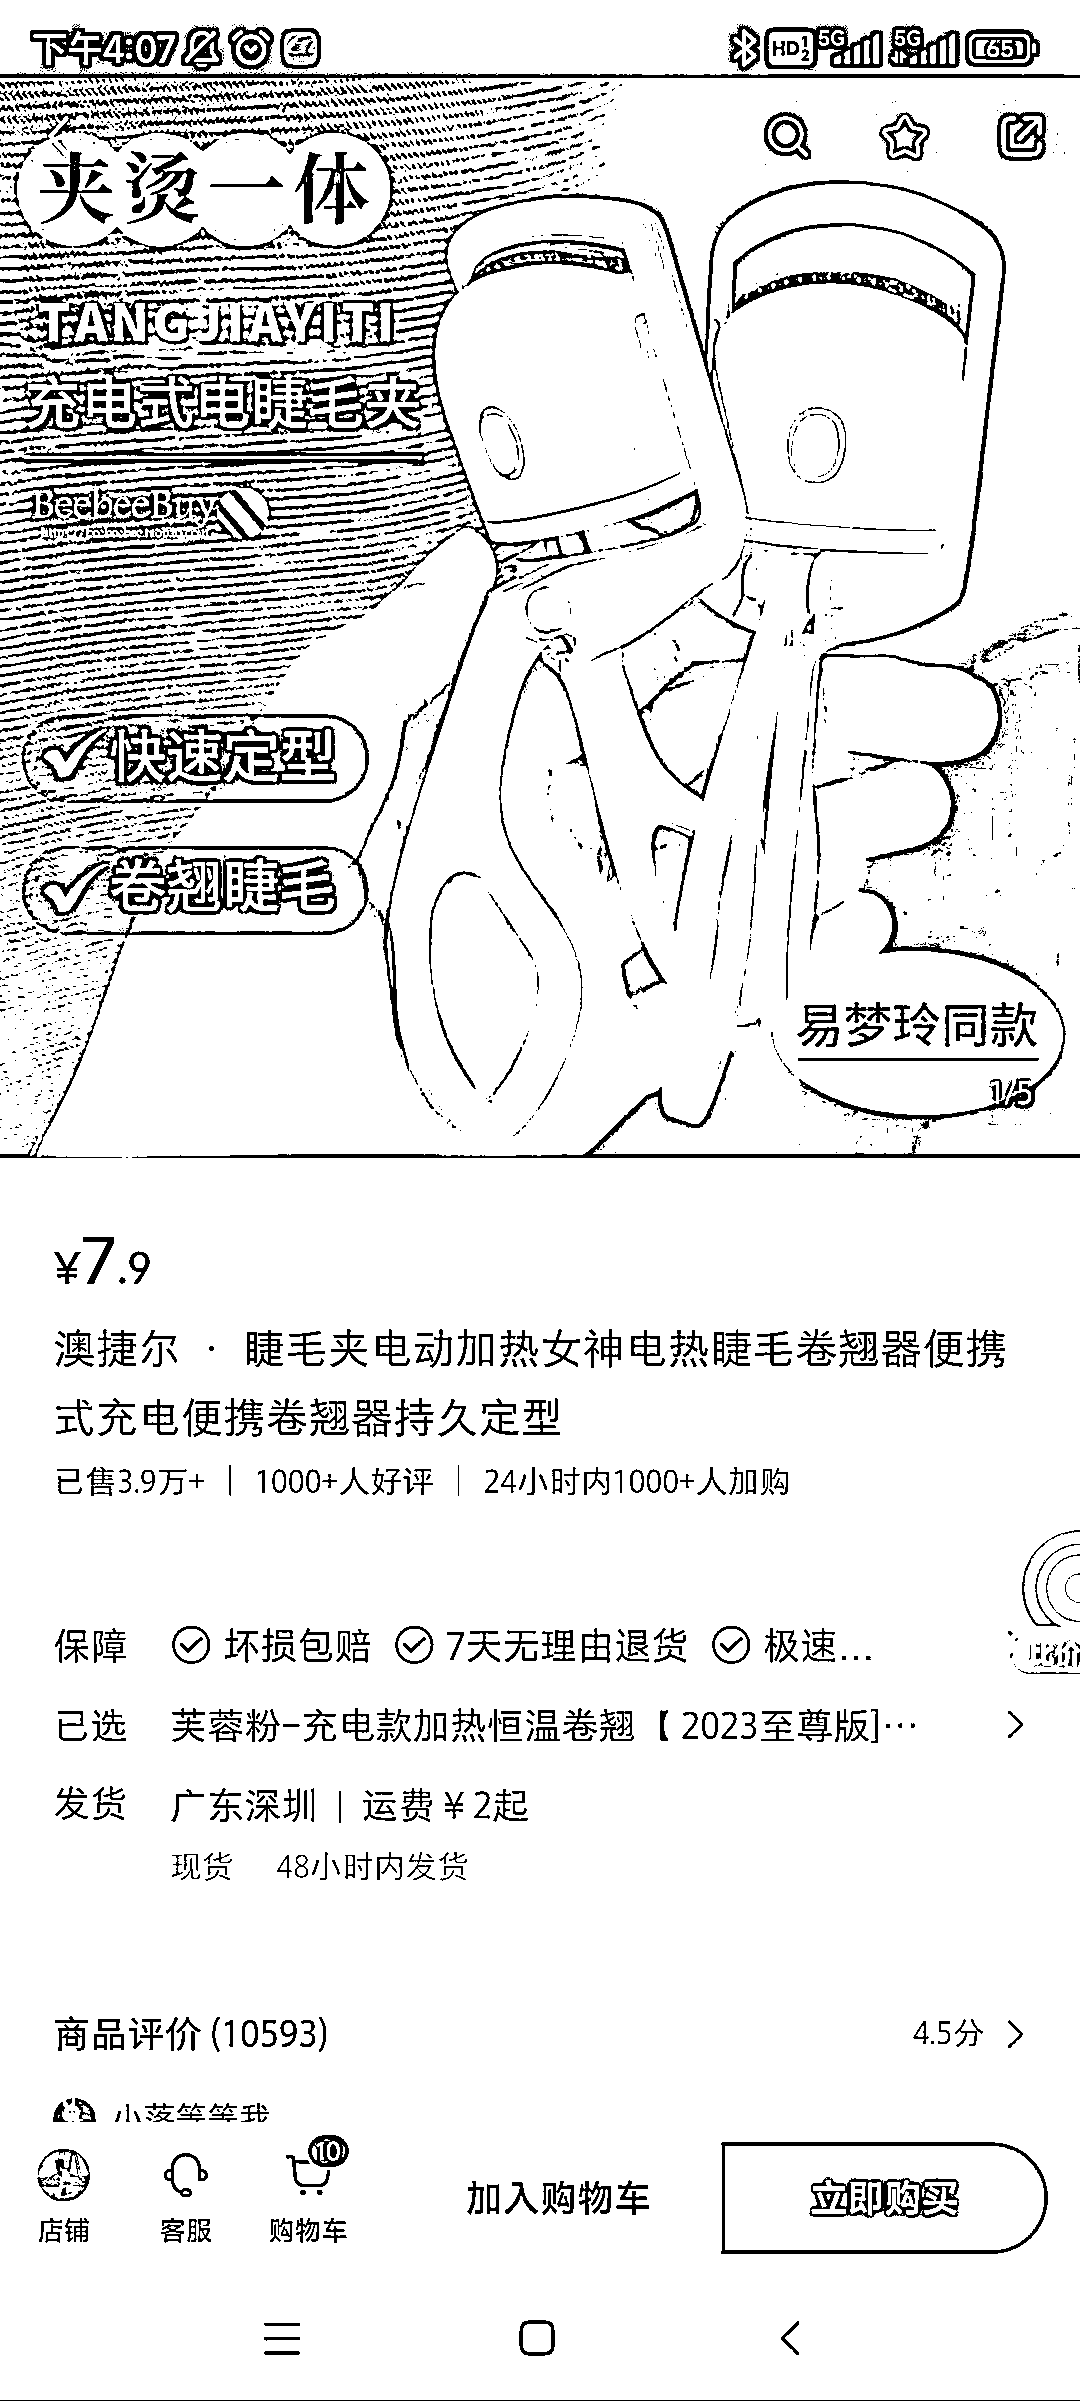 下午4:07
HD 1 2 5G 5G 65
夹烫一体
TANGJIAYITI
充电式电睫毛夹
BeebeeBuy
快速定型
卷翘睫毛
易梦玲同款
1/5
¥7.9
澳捷尔 · 睫毛夹电动加热女神电热睫毛卷翘器便携
式充电便携卷翘器持久定型
已售3.9万+ | 1000+人好评 | 24小时内1000+人加购
保障 坏损包赔 7天无理由退货 极速...
比价
已选 芙蓉粉-充电款加热恒温卷翘【2023至尊版]...
发货 广东深圳 | 运费¥2起
现货 48小时内发货
商品评价(10593) 4.5分
小落等等我
10
店铺 客服 购物车 加入购物车 立即购买